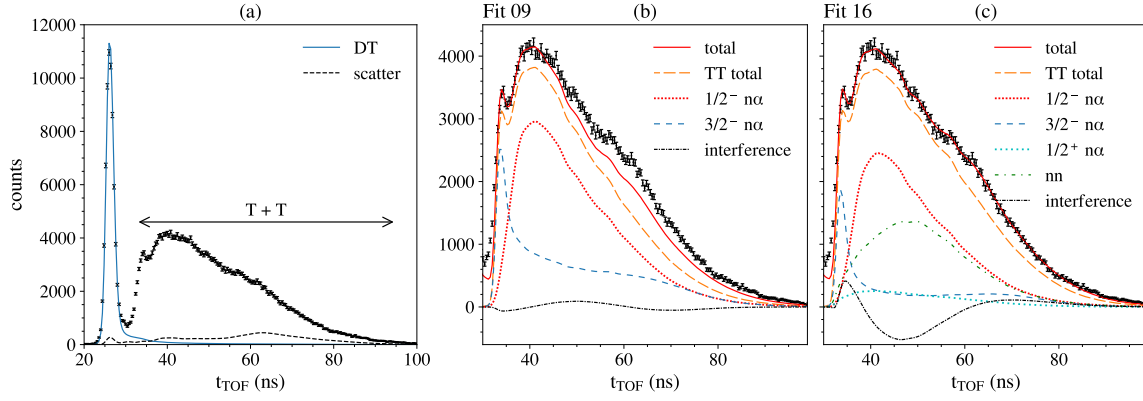 (a)
12000
10000
8000
6000
4000
2000
0
counts
20 40 60 80 100
t_TOF (ns)
DT
scatter
T + T
Fit 09 (b)
4000
3000
2000
1000
0
40 60 80
t_TOF (ns)
total
TT total
1/2⁻ nα
3/2⁻ nα
interference
Fit 16 (c)
40 60 80
t_TOF (ns)
total
TT total
1/2⁻ nα
3/2⁻ nα
1/2⁺ nα
nn
interference